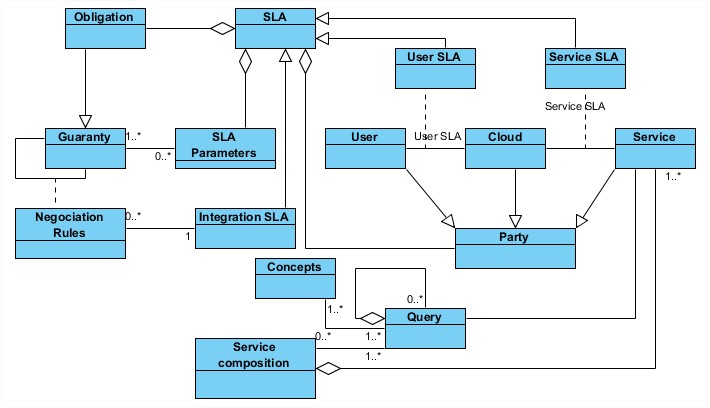 Obligation
SLA
User SLA
Service SLA
Service SLA
Guaranty
1..*
0..*
SLA
Parameters
User
User SLA
Cloud
Service
1..*
Negociation
Rules
0..*
1
Integration SLA
Party
Concepts
1..*
0..*
Query
0..*
1..*
1..*
Service
composition